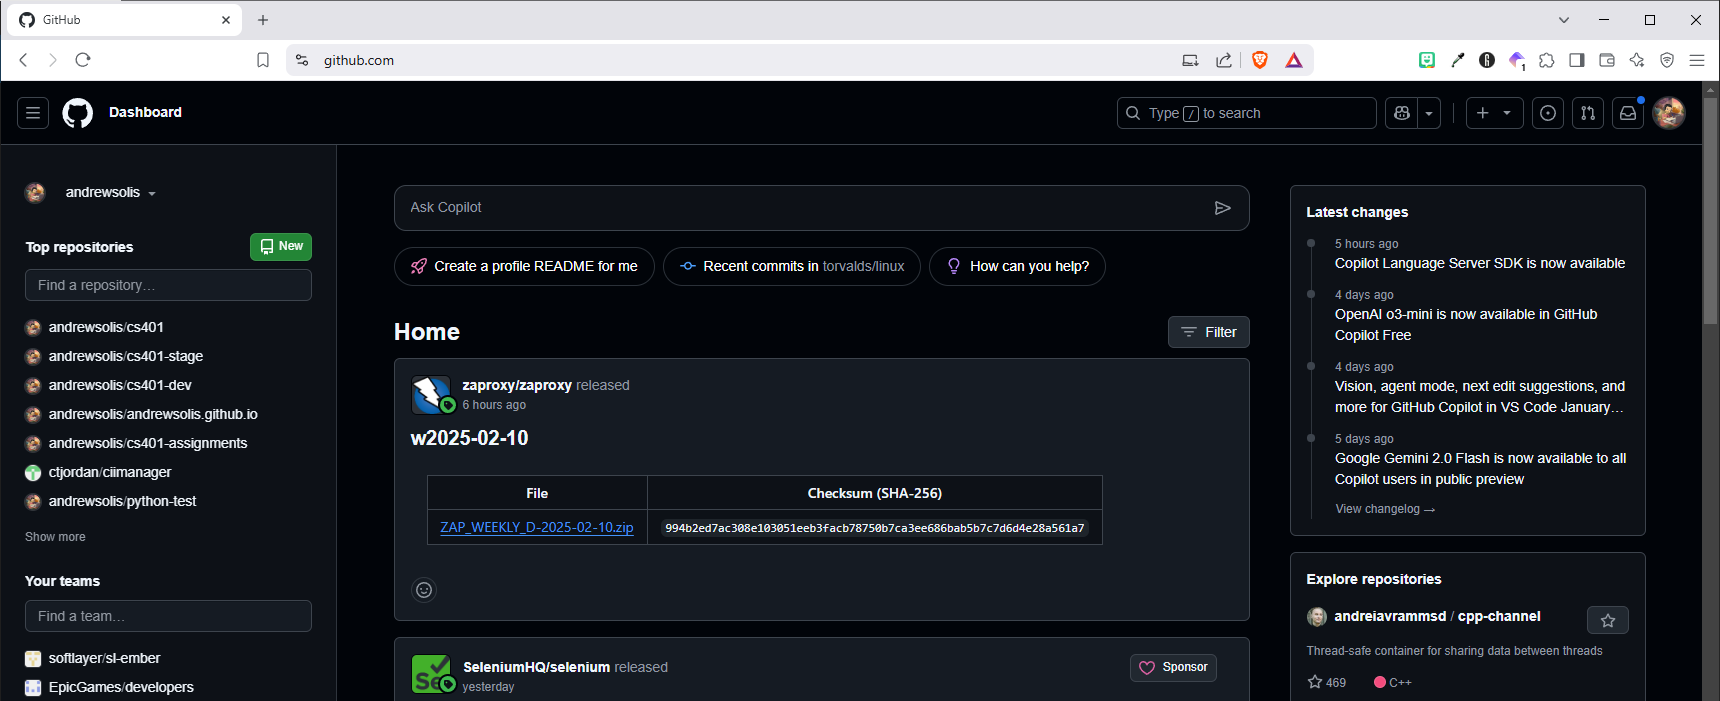 GitHub
github.com
1
Dashboard
Type / to search
andrewsolis
Top repositories
New
Find a repository…
andrewsolis/cs401
andrewsolis/cs401-stage
andrewsolis/cs401-dev
andrewsolis/andrewsolis.github.io
andrewsolis/cs401-assignments
ctjordan/ciimanager
andrewsolis/python-test
Show more
Your teams
Find a team…
softlayer/sl-ember
EpicGames/developers
Ask Copilot
Create a profile README for me
Recent commits in torvalds/linux
How can you help?
Home
Filter
zaproxy/zaproxy released
6 hours ago
w2025-02-10
File Checksum (SHA-256)
ZAP_WEEKLY_D-2025-02-10.zip 994b2ed7ac308e103051eeb3facb78750b7ca3ee686bab5b7c7d6d4e28a561a7
Se
SeleniumHQ/selenium released
yesterday
Sponsor
Latest changes
5 hours ago
Copilot Language Server SDK is now available
4 days ago
OpenAI o3-mini is now available in GitHub
Copilot Free
4 days ago
Vision, agent mode, next edit suggestions, and
more for GitHub Copilot in VS Code January…
5 days ago
Google Gemini 2.0 Flash is now available to all
Copilot users in public preview
View changelog →
Explore repositories
andreiavrammsd / cpp-channel
Thread-safe container for sharing data between threads
469 C++